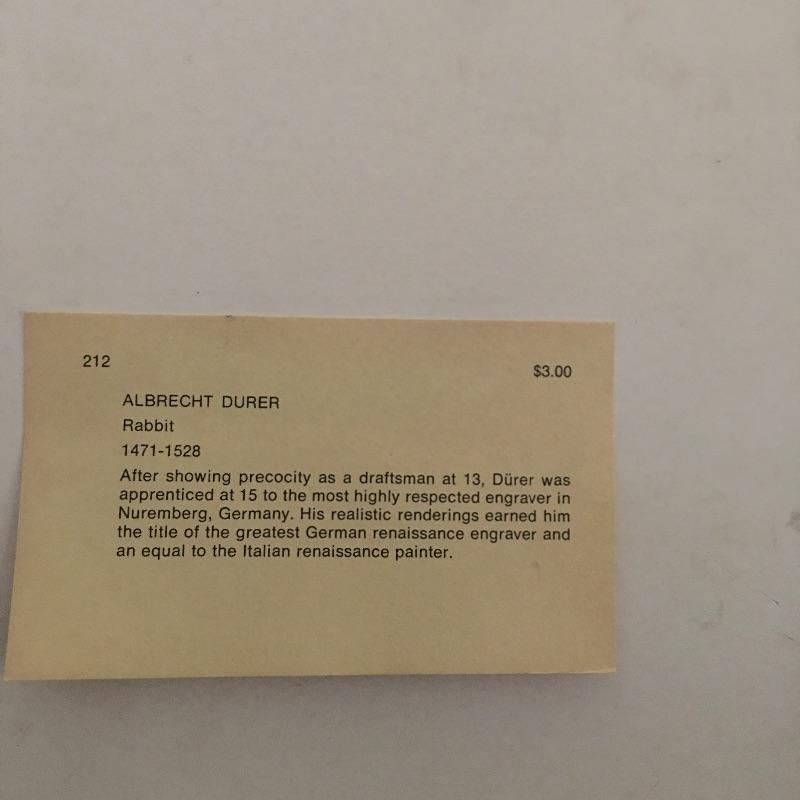 212
$3.00
ALBRECHT DURER
Rabbit
1471-1528
After showing precocity as a draftsman at 13, Dürer was
apprenticed at 15 to the most highly respected engraver in
Nuremberg, Germany. His realistic renderings earned him
the title of the greatest German renaissance engraver and
an equal to the Italian renaissance painter.